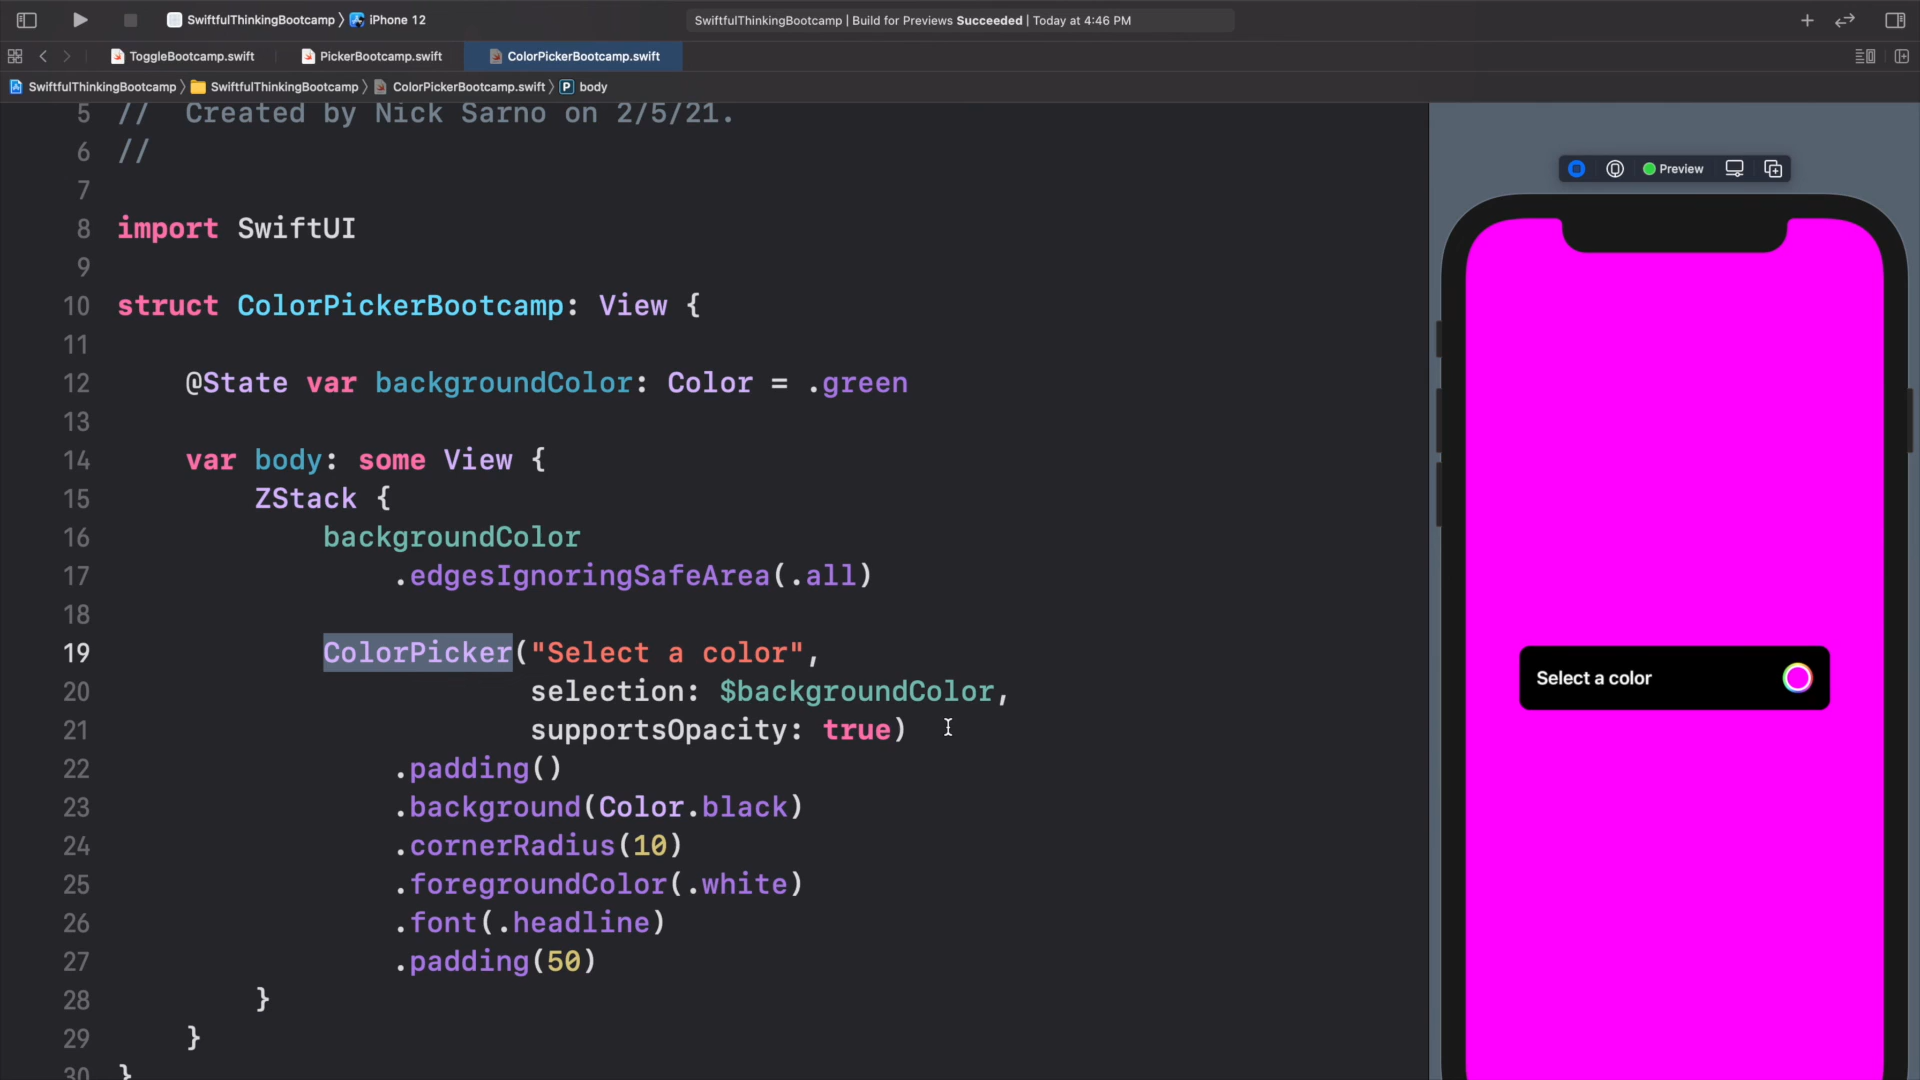 SwiftfulThinkingBootcamp 〉 iPhone 12
SwiftfulThinkingBootcamp | Build for Previews Succeeded | Today at 4:46 PM
ToggleBootcamp.swift PickerBootcamp.swift ColorPickerBootcamp.swift
SwiftfulThinkingBootcamp 〉 SwiftfulThinkingBootcamp 〉 ColorPickerBootcamp.swift 〉 P body
5 //  Created by Nick Sarno on 2/5/21.
6 //
7
8 import SwiftUI
9
10 struct ColorPickerBootcamp: View {
11
12     @State var backgroundColor: Color = .green
13
14     var body: some View {
15         ZStack {
16             backgroundColor
17                 .edgesIgnoringSafeArea(.all)
18
19             ColorPicker("Select a color",
20                         selection: $backgroundColor,
21                         supportsOpacity: true)
22                 .padding()
23                 .background(Color.black)
24                 .cornerRadius(10)
25                 .foregroundColor(.white)
26                 .font(.headline)
27                 .padding(50)
28         }
29     }
30 }
Preview
Select a color